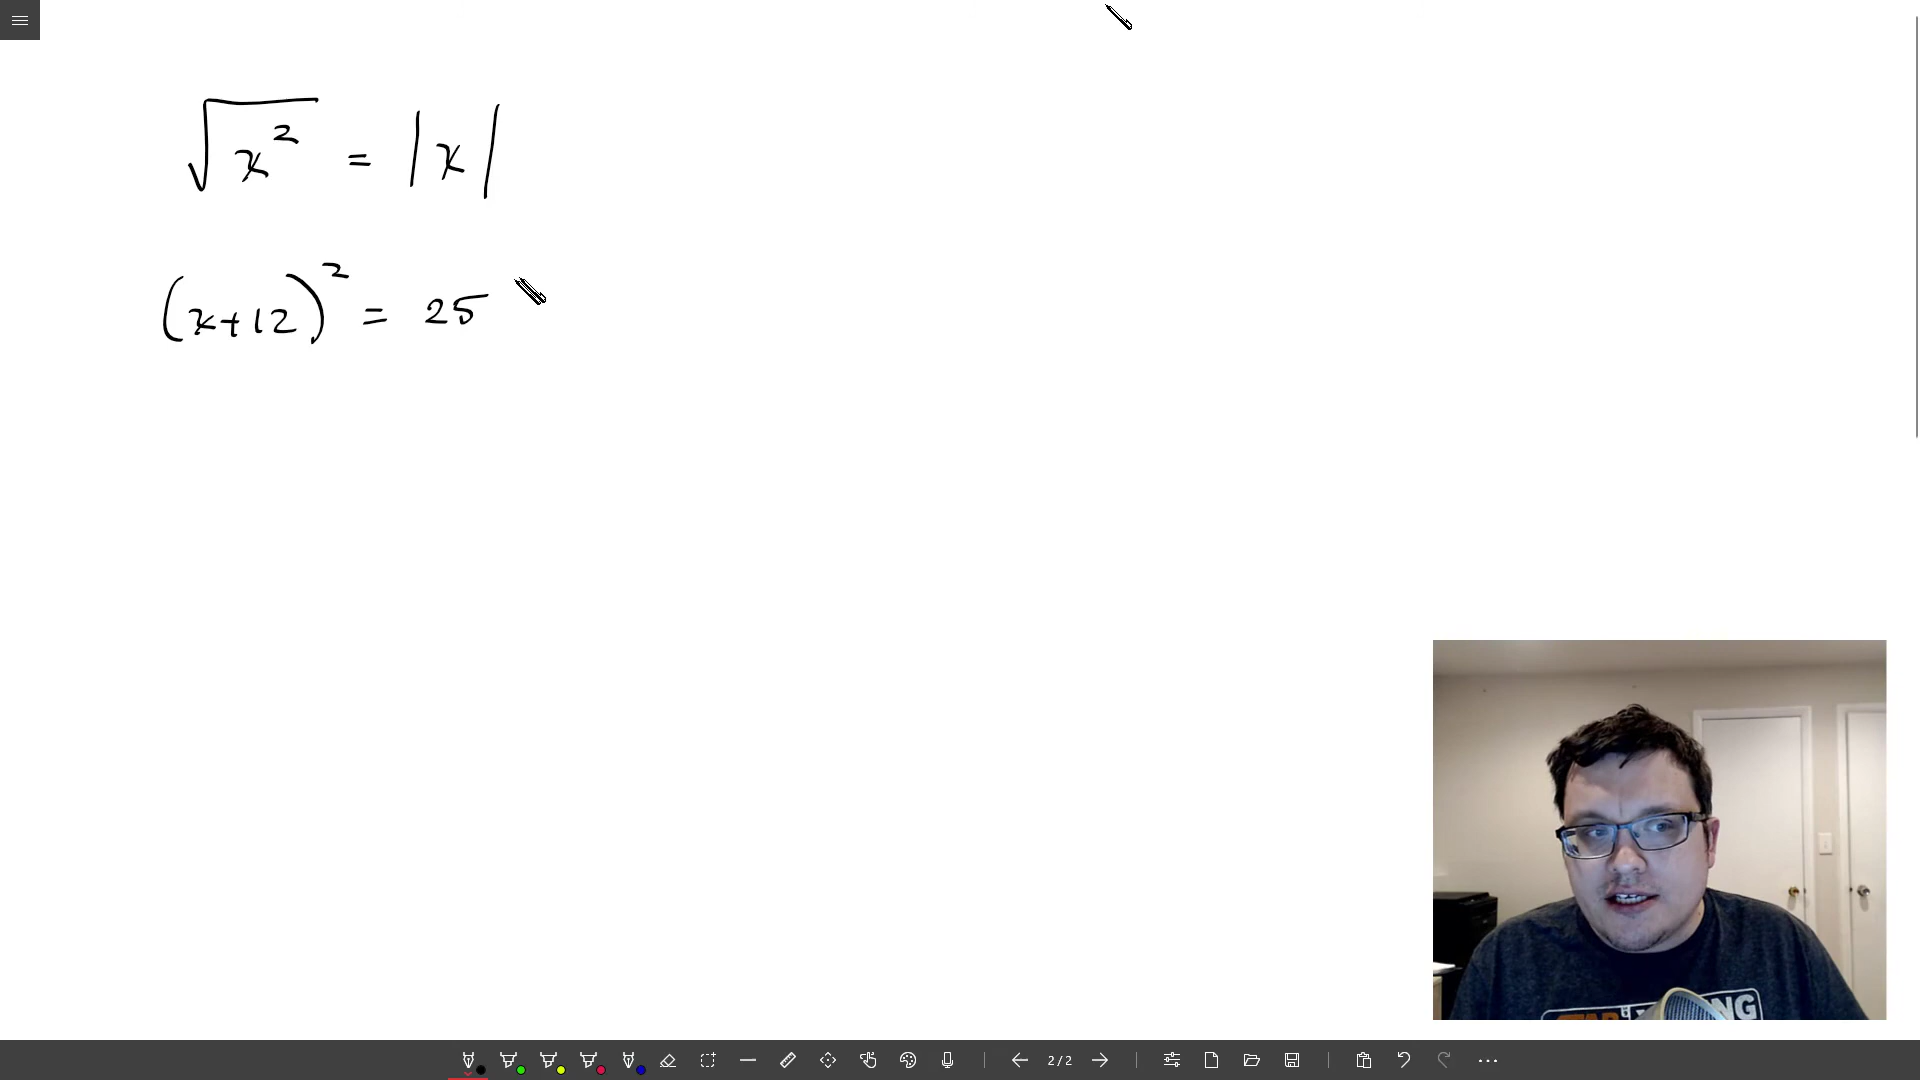 √x² = |x|
(x+12)² = 25
2/2